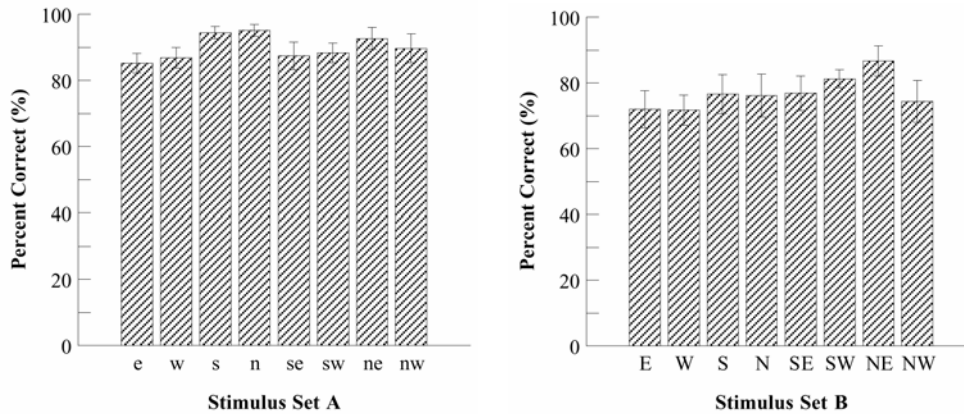 Percent Correct (%)
100
80
60
40
20
0
e w s n se sw ne nw
Stimulus Set A
Percent Correct (%)
100
80
60
40
20
0
E W S N SE SW NE NW
Stimulus Set B